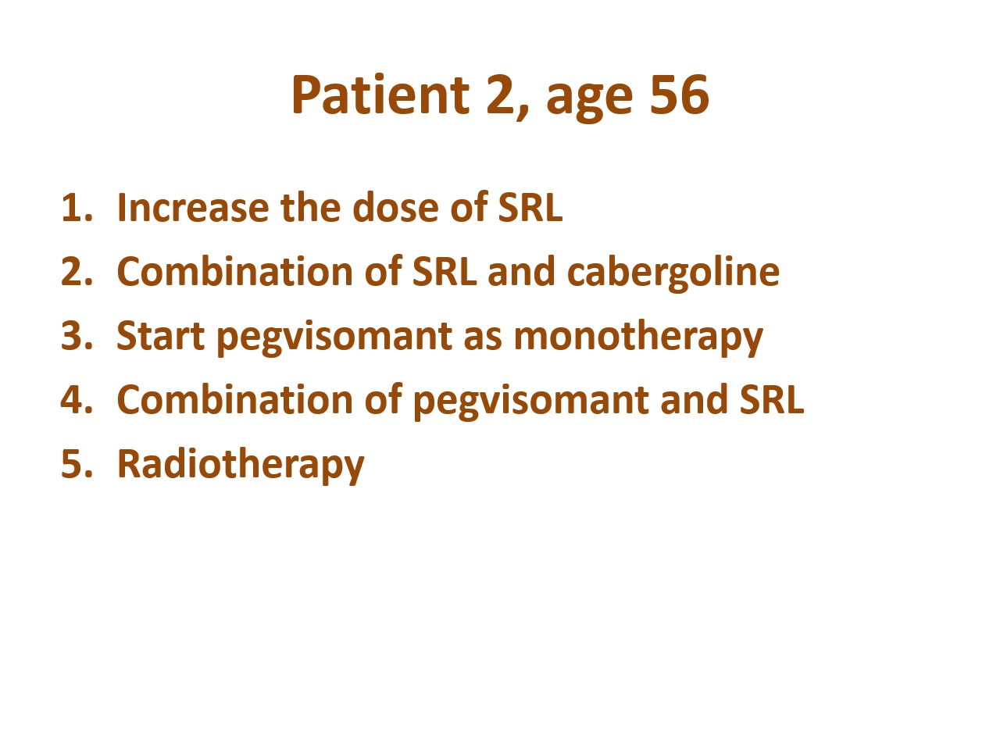 Patient 2, age 56
1. Increase the dose of SRL
2. Combination of SRL and cabergoline
3. Start pegvisomant as monotherapy
4. Combination of pegvisomant and SRL
5. Radiotherapy